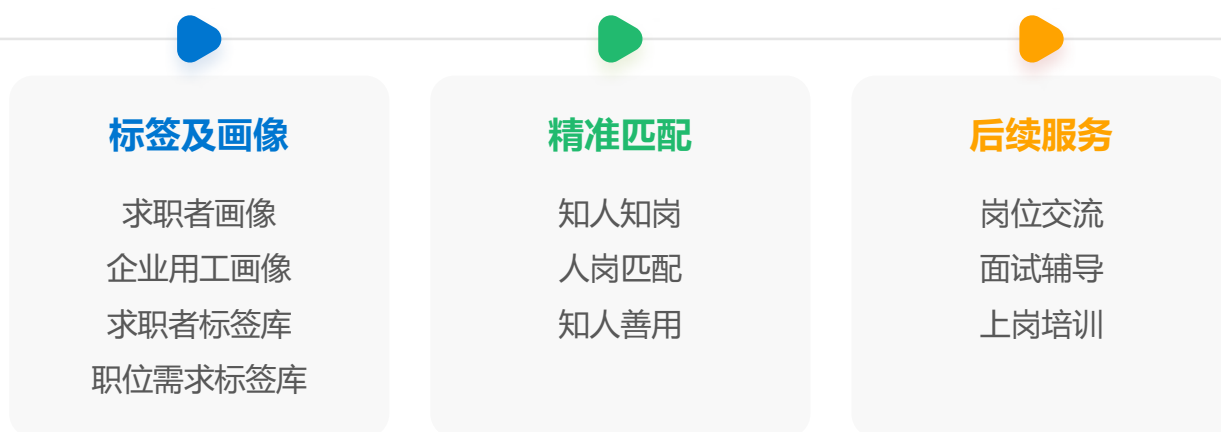 标签及画像
求职者画像
企业用工画像
求职者标签库
职位需求标签库
精准匹配
知人知岗
人岗匹配
知人善用
后续服务
岗位交流
面试辅导
上岗培训